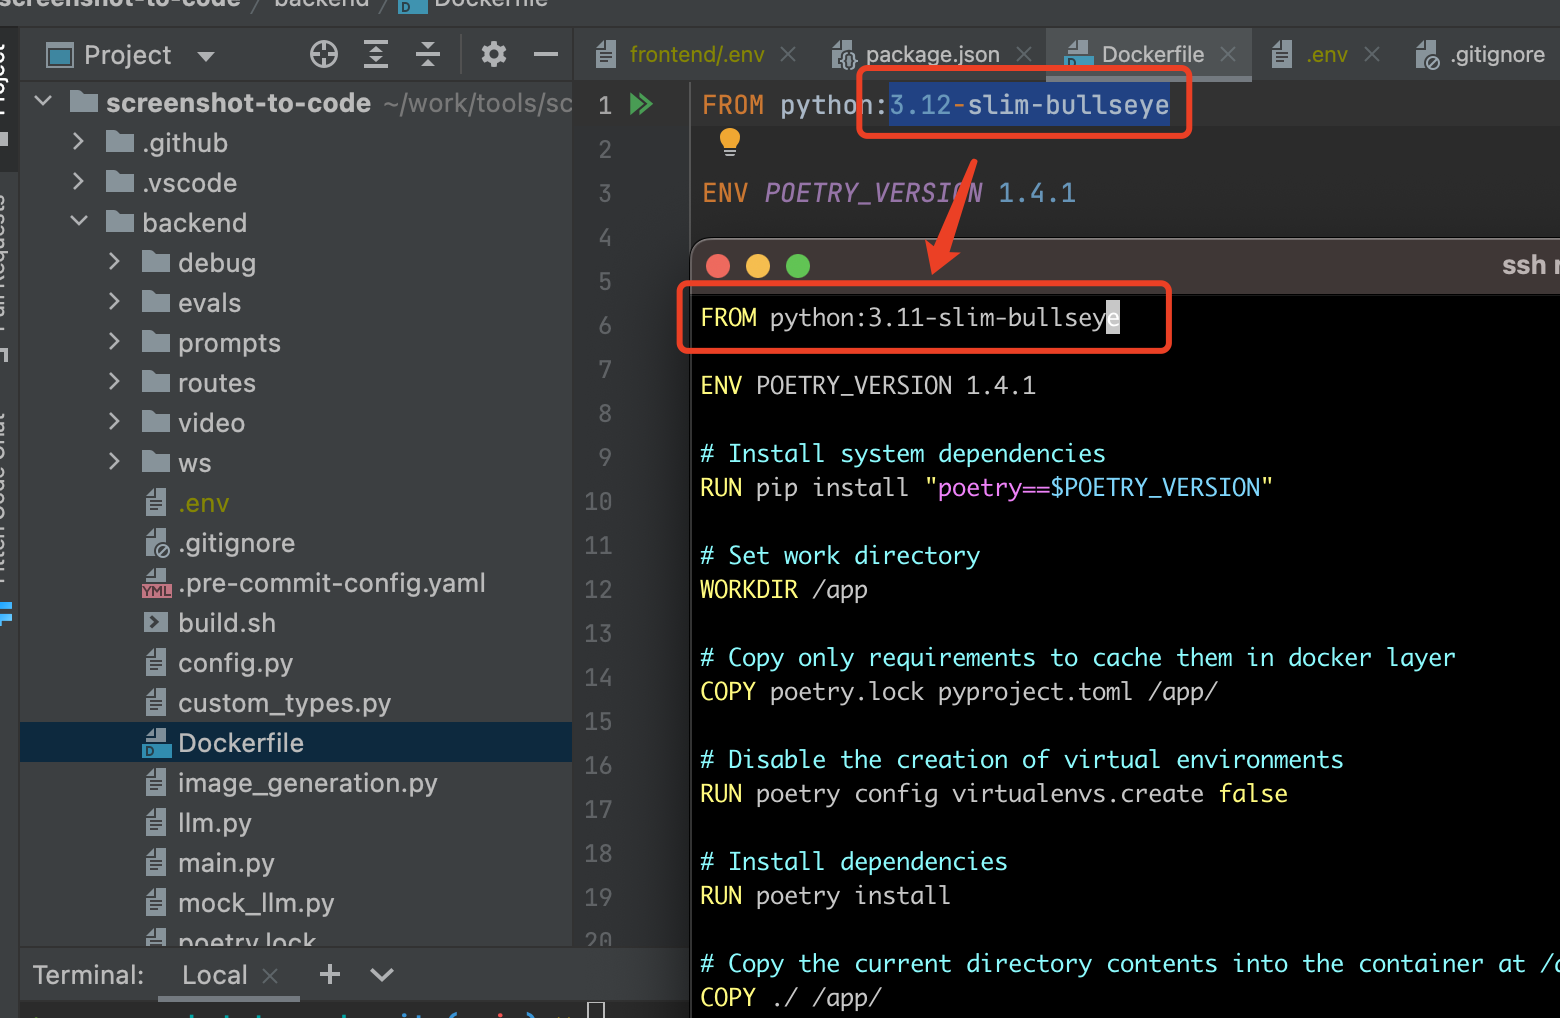 screenshot-to-code / backend / Dockerfile
Project
frontend/.env
package.json
Dockerfile
.env
.gitignore
screenshot-to-code ~/work/tools/sc
.github
.vscode
backend
debug
evals
prompts
routes
video
ws
.env
.gitignore
.pre-commit-config.yaml
build.sh
config.py
custom_types.py
Dockerfile
image_generation.py
llm.py
main.py
mock_llm.py
poetry.lock
1 FROM python:3.12-slim-bullseye
2
3 ENV POETRY_VERSION 1.4.1
4
5
6
7
8
9
10
11
12
13
14
15
16
17
18
19
20
ssh
FROM python:3.11-slim-bullseye
ENV POETRY_VERSION 1.4.1
# Install system dependencies
RUN pip install "poetry==$POETRY_VERSION"
# Set work directory
WORKDIR /app
# Copy only requirements to cache them in docker layer
COPY poetry.lock pyproject.toml /app/
# Disable the creation of virtual environments
RUN poetry config virtualenvs.create false
# Install dependencies
RUN poetry install
# Copy the current directory contents into the container at
COPY ./ /app/
Terminal: Local